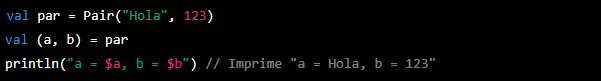 val par = Pair("Hola", 123)
val (a, b) = par
println("a = $a, b = $b") // Imprime "a = Hola, b = 123"